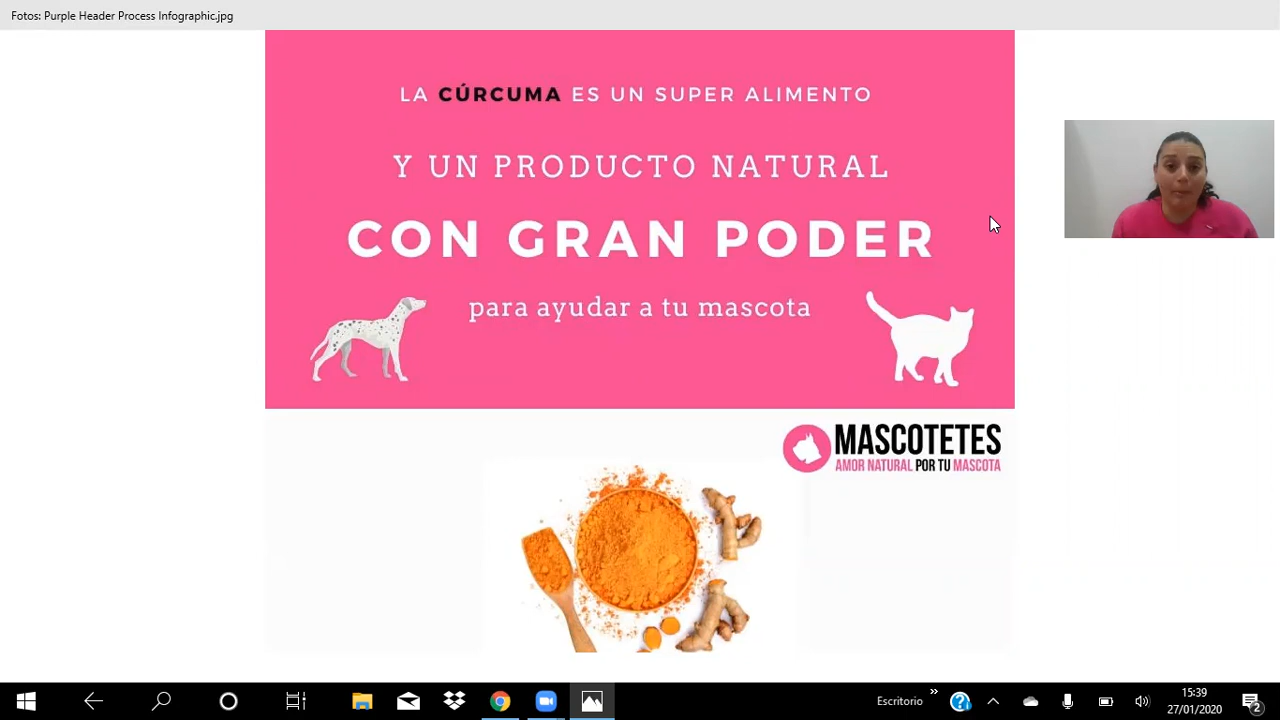 Fotos: Purple Header Process Infographic.jpg
LA CÚRCUMA ES UN SUPER ALIMENTO
Y UN PRODUCTO NATURAL
CON GRAN PODER
para ayudar a tu mascota
MASCOTETES
AMOR NATURAL POR TU MASCOTA
Escritorio
15:39
27/01/2020
2